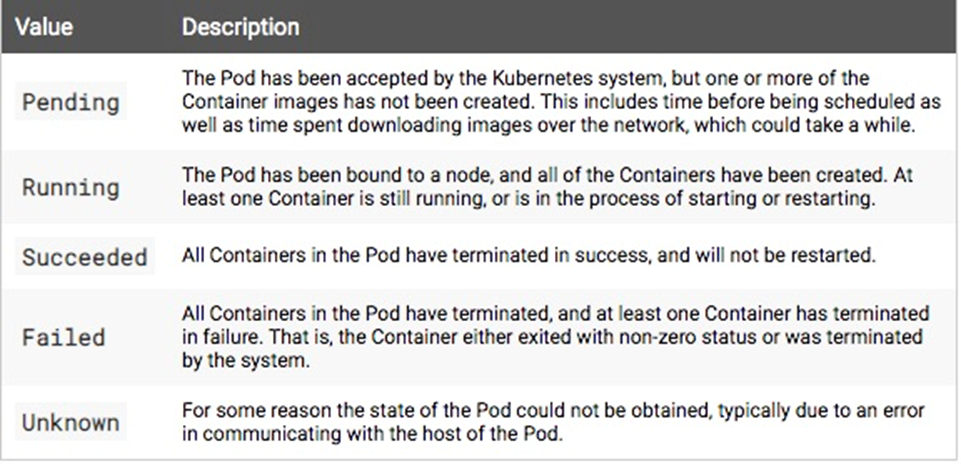 Value Description
Pending
The Pod has been accepted by the Kubernetes system, but one or more of the
Container images has not been created. This includes time before being scheduled as
well as time spent downloading images over the network, which could take a while.
Running
The Pod has been bound to a node, and all of the Containers have been created. At
least one Container is still running, or is in the process of starting or restarting.
Succeeded
All Containers in the Pod have terminated in success, and will not be restarted.
Failed
All Containers in the Pod have terminated, and at least one Container has terminated
in failure. That is, the Container either exited with non-zero status or was terminated
by the system.
Unknown
For some reason the state of the Pod could not be obtained, typically due to an error
in communicating with the host of the Pod.